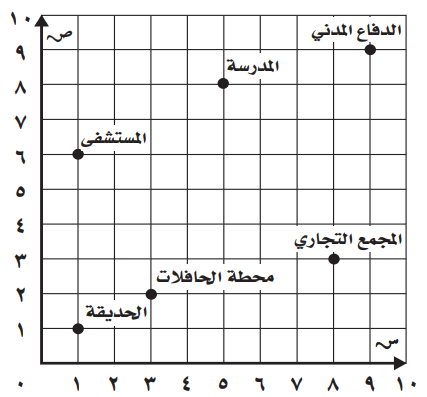 ١٠
ص
الدفاع المدني
٩
المدرسة
٨
٧
المستشفى
٦
٥
٤
المجمع التجاري
٣
محطة الحافلات
٢
الحديقة
١
س
٠ ١ ٢ ٣ ٤ ٥ ٦ ٧ ٨ ٩ ١٠